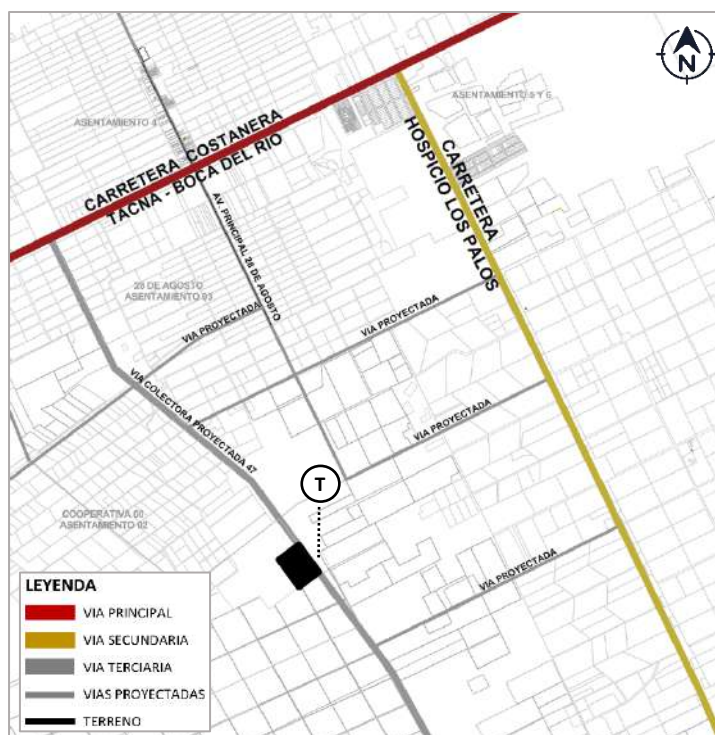 N
ASENTAMIENTO 4
ASENTAMIENTO 5 Y 6
CARRETERA COSTANERA
TACNA - BOCA DEL RIO
CARRETERA
HOSPICIO LOS PALOS
AV. PRINCIPAL 28 DE AGOSTO
28 DE AGOSTO
ASENTAMIENTO 03
VIA PROYECTADA
VIA PROYECTADA
VIA COLECTORA PROYECTADA 47
VIA PROYECTADA
T
COOPERATIVA 60
ASENTAMIENTO 02
VIA PROYECTADA
LEYENDA
VIA PRINCIPAL
VIA SECUNDARIA
VIA TERCIARIA
VIAS PROYECTADAS
TERRENO